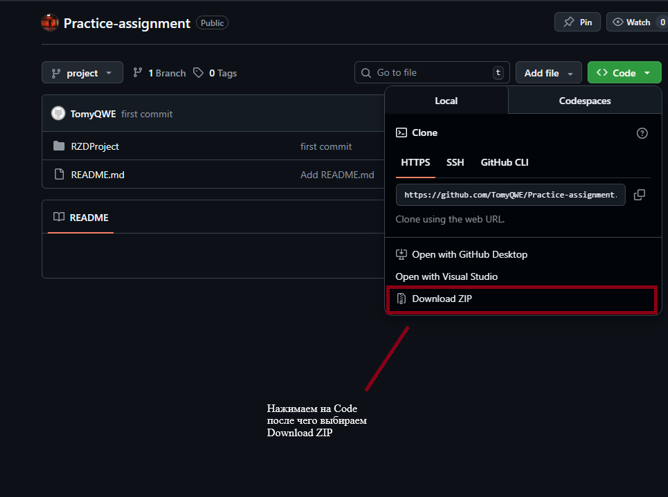 Practice-assignment Public
Pin Watch 0
project 1 Branch 0 Tags Go to file t Add file Code
Local Codespaces
TomyQWE first commit
Clone
RZDProject first commit
HTTPS SSH GitHub CLI
README.md Add README.md
https://github.com/TomyQWE/Practice-assignment.
README
Clone using the web URL.
Open with GitHub Desktop
Open with Visual Studio
Download ZIP
Нажимаем на Code
после чего выбираем
Download ZIP